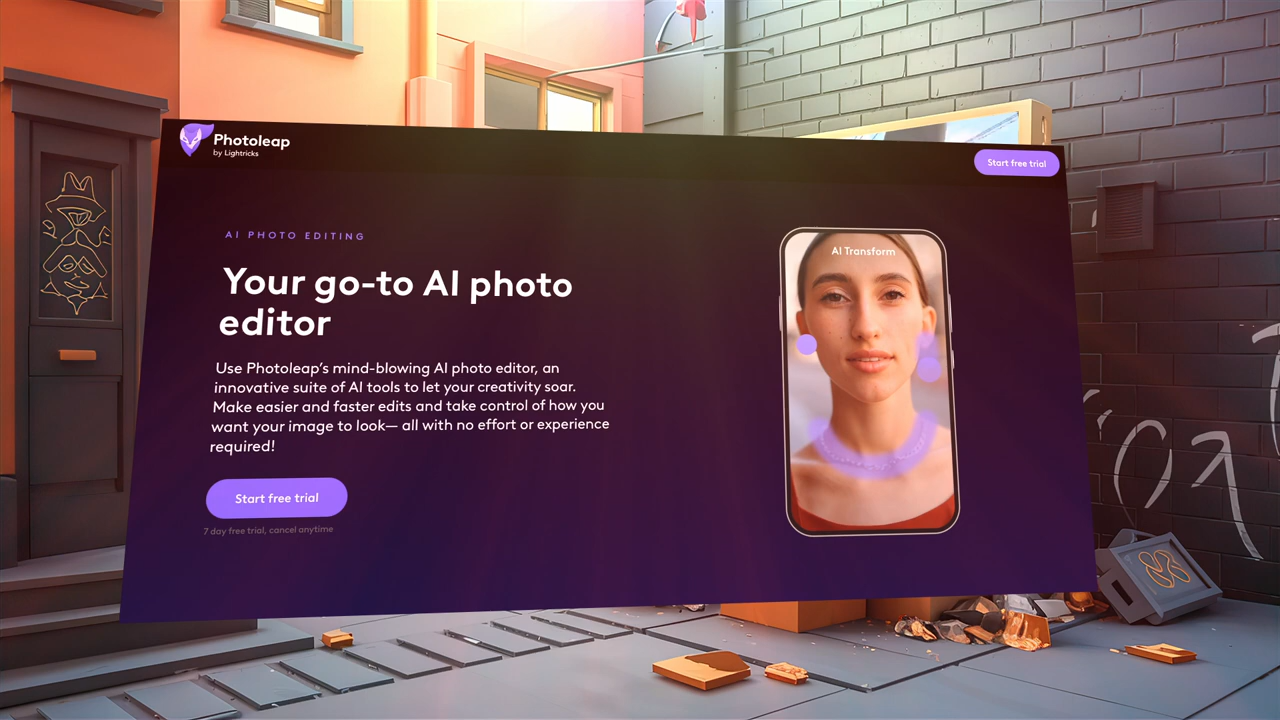 Photoleap
by Lightricks
Start free trial
AI PHOTO EDITING
Your go-to AI photo
editor
Use Photoleap's mind-blowing AI photo editor, an
innovative suite of AI tools to let your creativity soar.
Make easier and faster edits and take control of how you
want your image to look— all with no effort or experience
required!
Start free trial
7 day free trial, cancel anytime
AI Transform